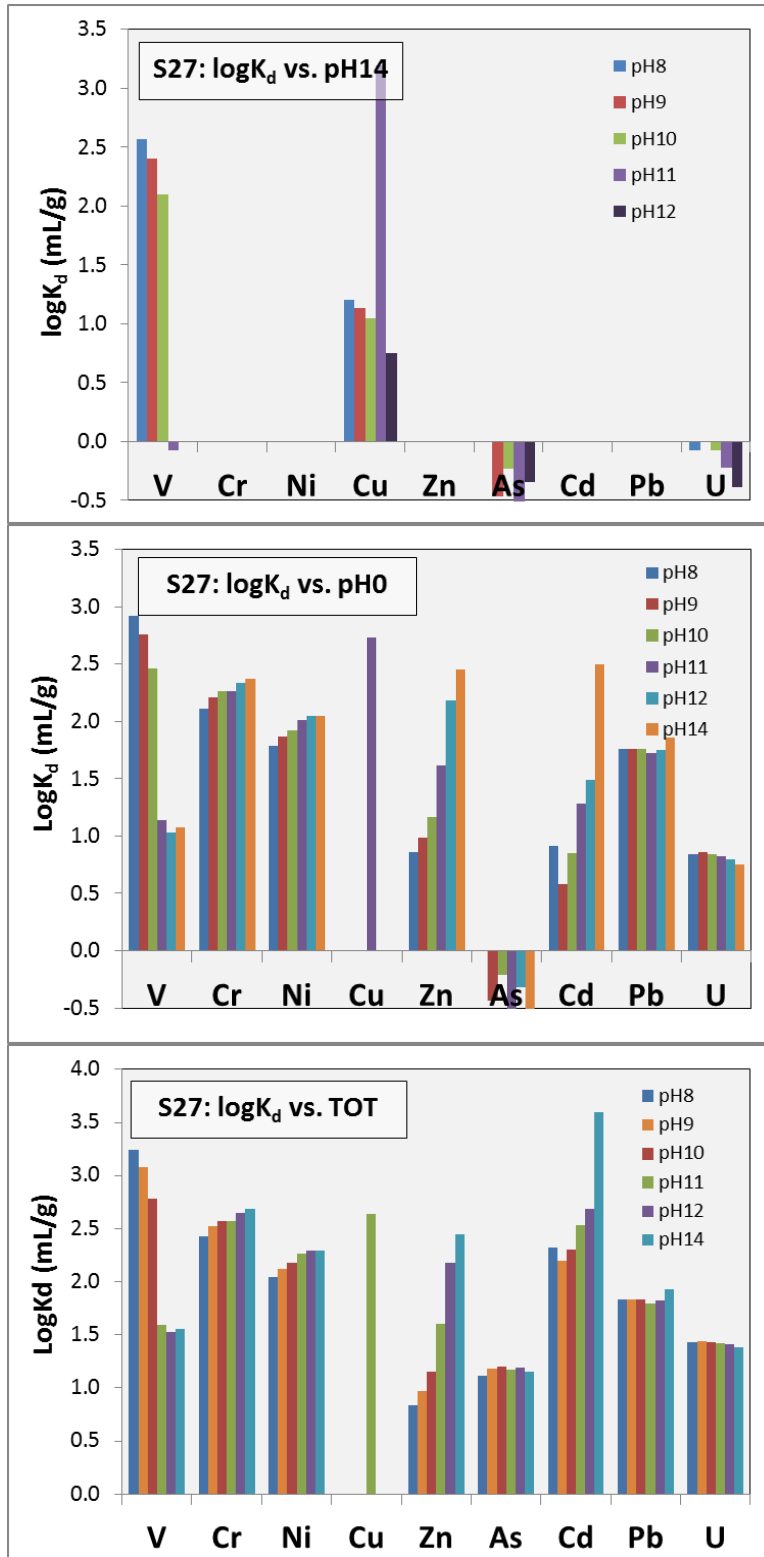 S27: logKd vs. pH14
pH8
pH9
pH10
pH11
pH12
logKd (mL/g)
3.5
3.0
2.5
2.0
1.5
1.0
0.5
0.0
-0.5
V Cr Ni Cu Zn As Cd Pb U
S27: logKd vs. pH0
pH8
pH9
pH10
pH11
pH12
pH14
LogKd (mL/g)
3.5
3.0
2.5
2.0
1.5
1.0
0.5
0.0
-0.5
V Cr Ni Cu Zn As Cd Pb U
S27: logKd vs. TOT
pH8
pH9
pH10
pH11
pH12
pH14
LogKd (mL/g)
4.0
3.5
3.0
2.5
2.0
1.5
1.0
0.5
0.0
V Cr Ni Cu Zn As Cd Pb U